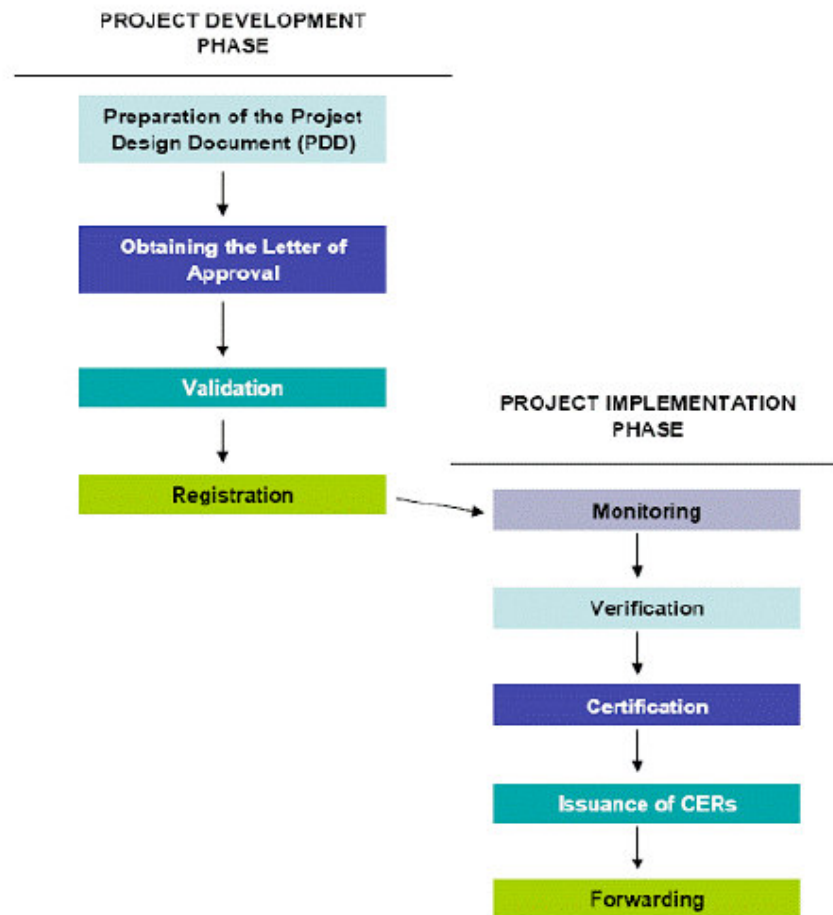 PROJECT DEVELOPMENT
PHASE
Preparation of the Project
Design Document (PDD)
Obtaining the Letter of
Approval
Validation
Registration
PROJECT IMPLEMENTATION
PHASE
Monitoring
Verification
Certification
Issuance of CERs
Forwarding